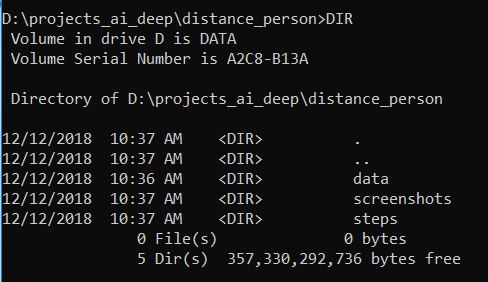 D:\projects_ai_deep\distance_person>DIR
 Volume in drive D is DATA
 Volume Serial Number is A2C8-B13A

 Directory of D:\projects_ai_deep\distance_person

12/12/2018  10:37 AM    <DIR>          .
12/12/2018  10:37 AM    <DIR>          ..
12/12/2018  10:36 AM    <DIR>          data
12/12/2018  10:37 AM    <DIR>          screenshots
12/12/2018  10:37 AM    <DIR>          steps
               0 File(s)              0 bytes
               5 Dir(s)  357,330,292,736 bytes free